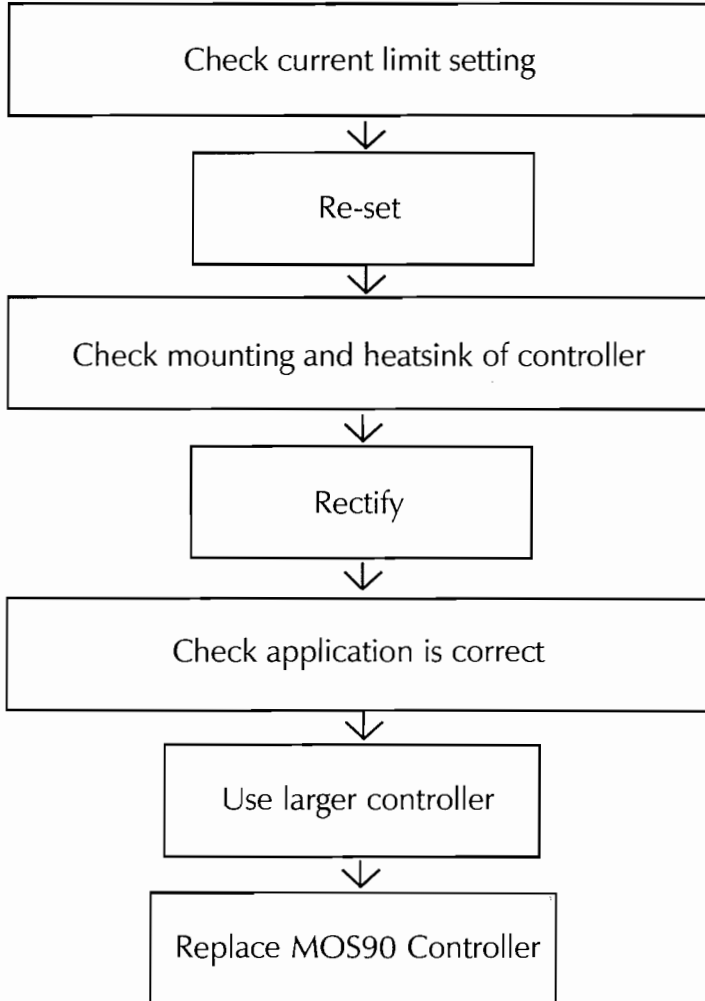 Check current limit setting
Re-set
Check mounting and heatsink of controller
Rectify
Check application is correct
Use larger controller
Replace MOS90 Controller